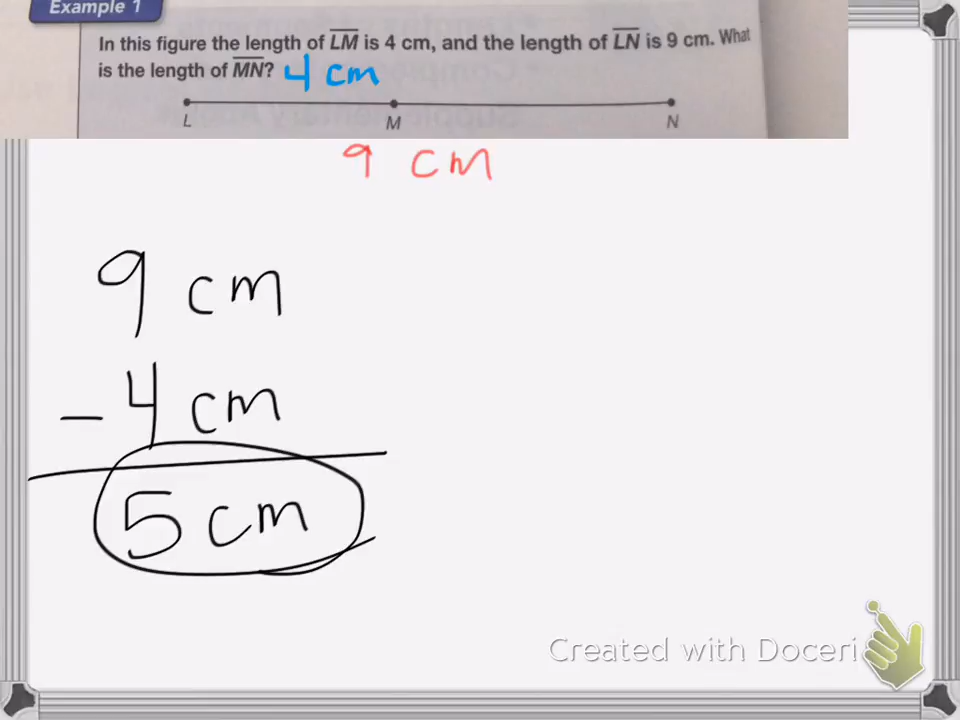 Example 1
In this figure the length of LM is 4 cm, and the length of LN is 9 cm. What
is the length of MN? 4 cm
L M N
9 cm
9 cm
- 4 cm
5 cm
Created with Doceri